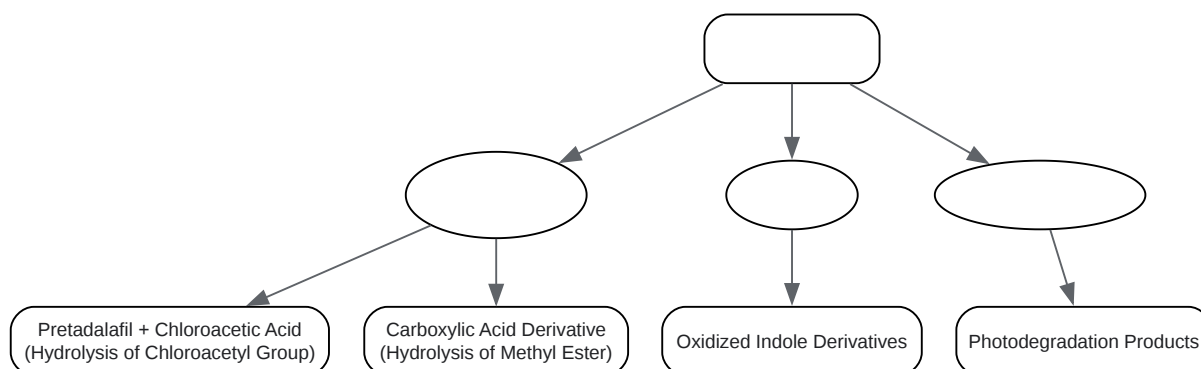 Pretadalafil + Chloroacetic Acid
(Hydrolysis of Chloroacetyl Group)
Carboxylic Acid Derivative
(Hydrolysis of Methyl Ester)
Oxidized Indole Derivatives
Photodegradation Products